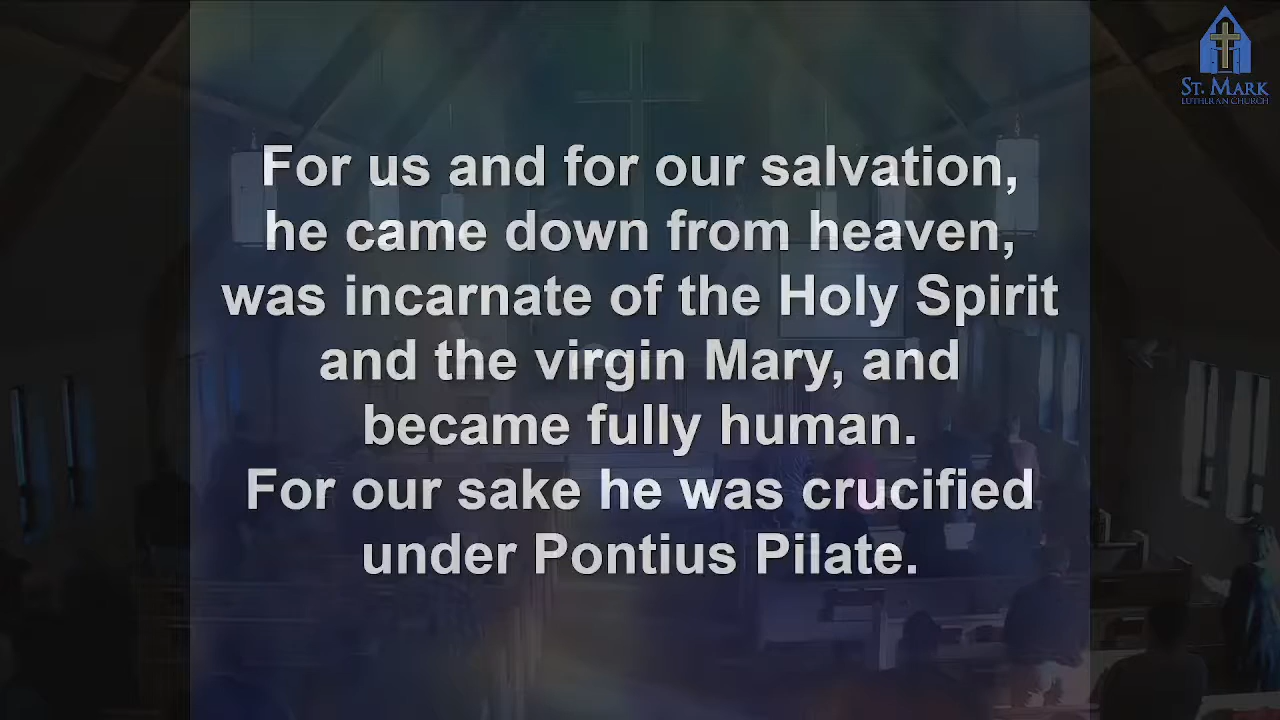 ST. MARK
LUTHERAN CHURCH
For us and for our salvation,
he came down from heaven,
was incarnate of the Holy Spirit
and the virgin Mary, and
became fully human.
For our sake he was crucified
under Pontius Pilate.